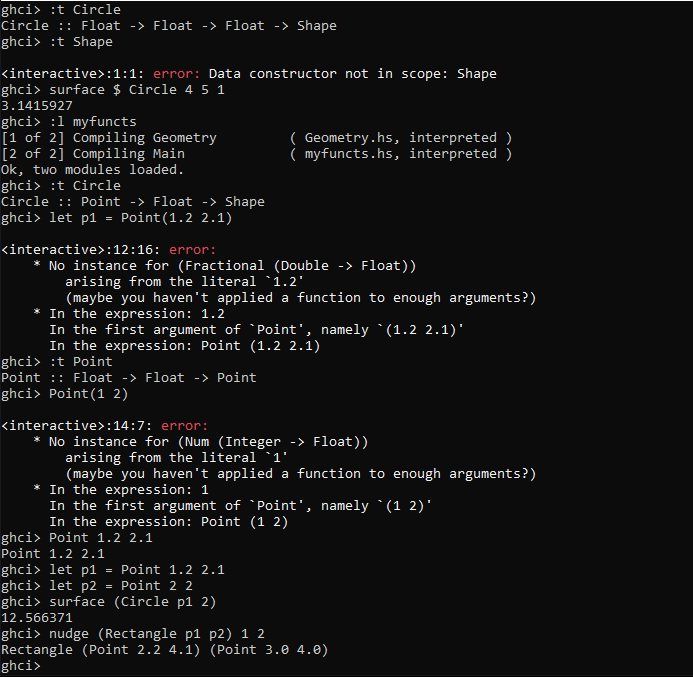 ghci> :t Circle
Circle :: Float -> Float -> Float -> Shape
ghci> :t Shape
<interactive>:1:1: error: Data constructor not in scope: Shape
ghci> surface $ Circle 4 5 1
3.1415927
ghci> :l myfuncts
[1 of 2] Compiling Geometry         ( Geometry.hs, interpreted )
[2 of 2] Compiling Main             ( myfuncts.hs, interpreted )
Ok, two modules loaded.
ghci> :t Circle
Circle :: Point -> Float -> Shape
ghci> let p1 = Point(1.2 2.1)
<interactive>:12:16: error:
    * No instance for (Fractional (Double -> Float))
        arising from the literal `1.2'
        (maybe you haven't applied a function to enough arguments?)
    * In the expression: 1.2
      In the first argument of `Point', namely `(1.2 2.1)'
      In the expression: Point (1.2 2.1)
ghci> :t Point
Point :: Float -> Float -> Point
ghci> Point(1 2)
<interactive>:14:7: error:
    * No instance for (Num (Integer -> Float))
        arising from the literal `1'
        (maybe you haven't applied a function to enough arguments?)
    * In the expression: 1
      In the first argument of `Point', namely `(1 2)'
      In the expression: Point (1 2)
ghci> Point 1.2 2.1
Point 1.2 2.1
ghci> let p1 = Point 1.2 2.1
ghci> let p2 = Point 2 2
ghci> surface (Circle p1 2)
12.566371
ghci> nudge (Rectangle p1 p2) 1 2
Rectangle (Point 2.2 4.1) (Point 3.0 4.0)
ghci>